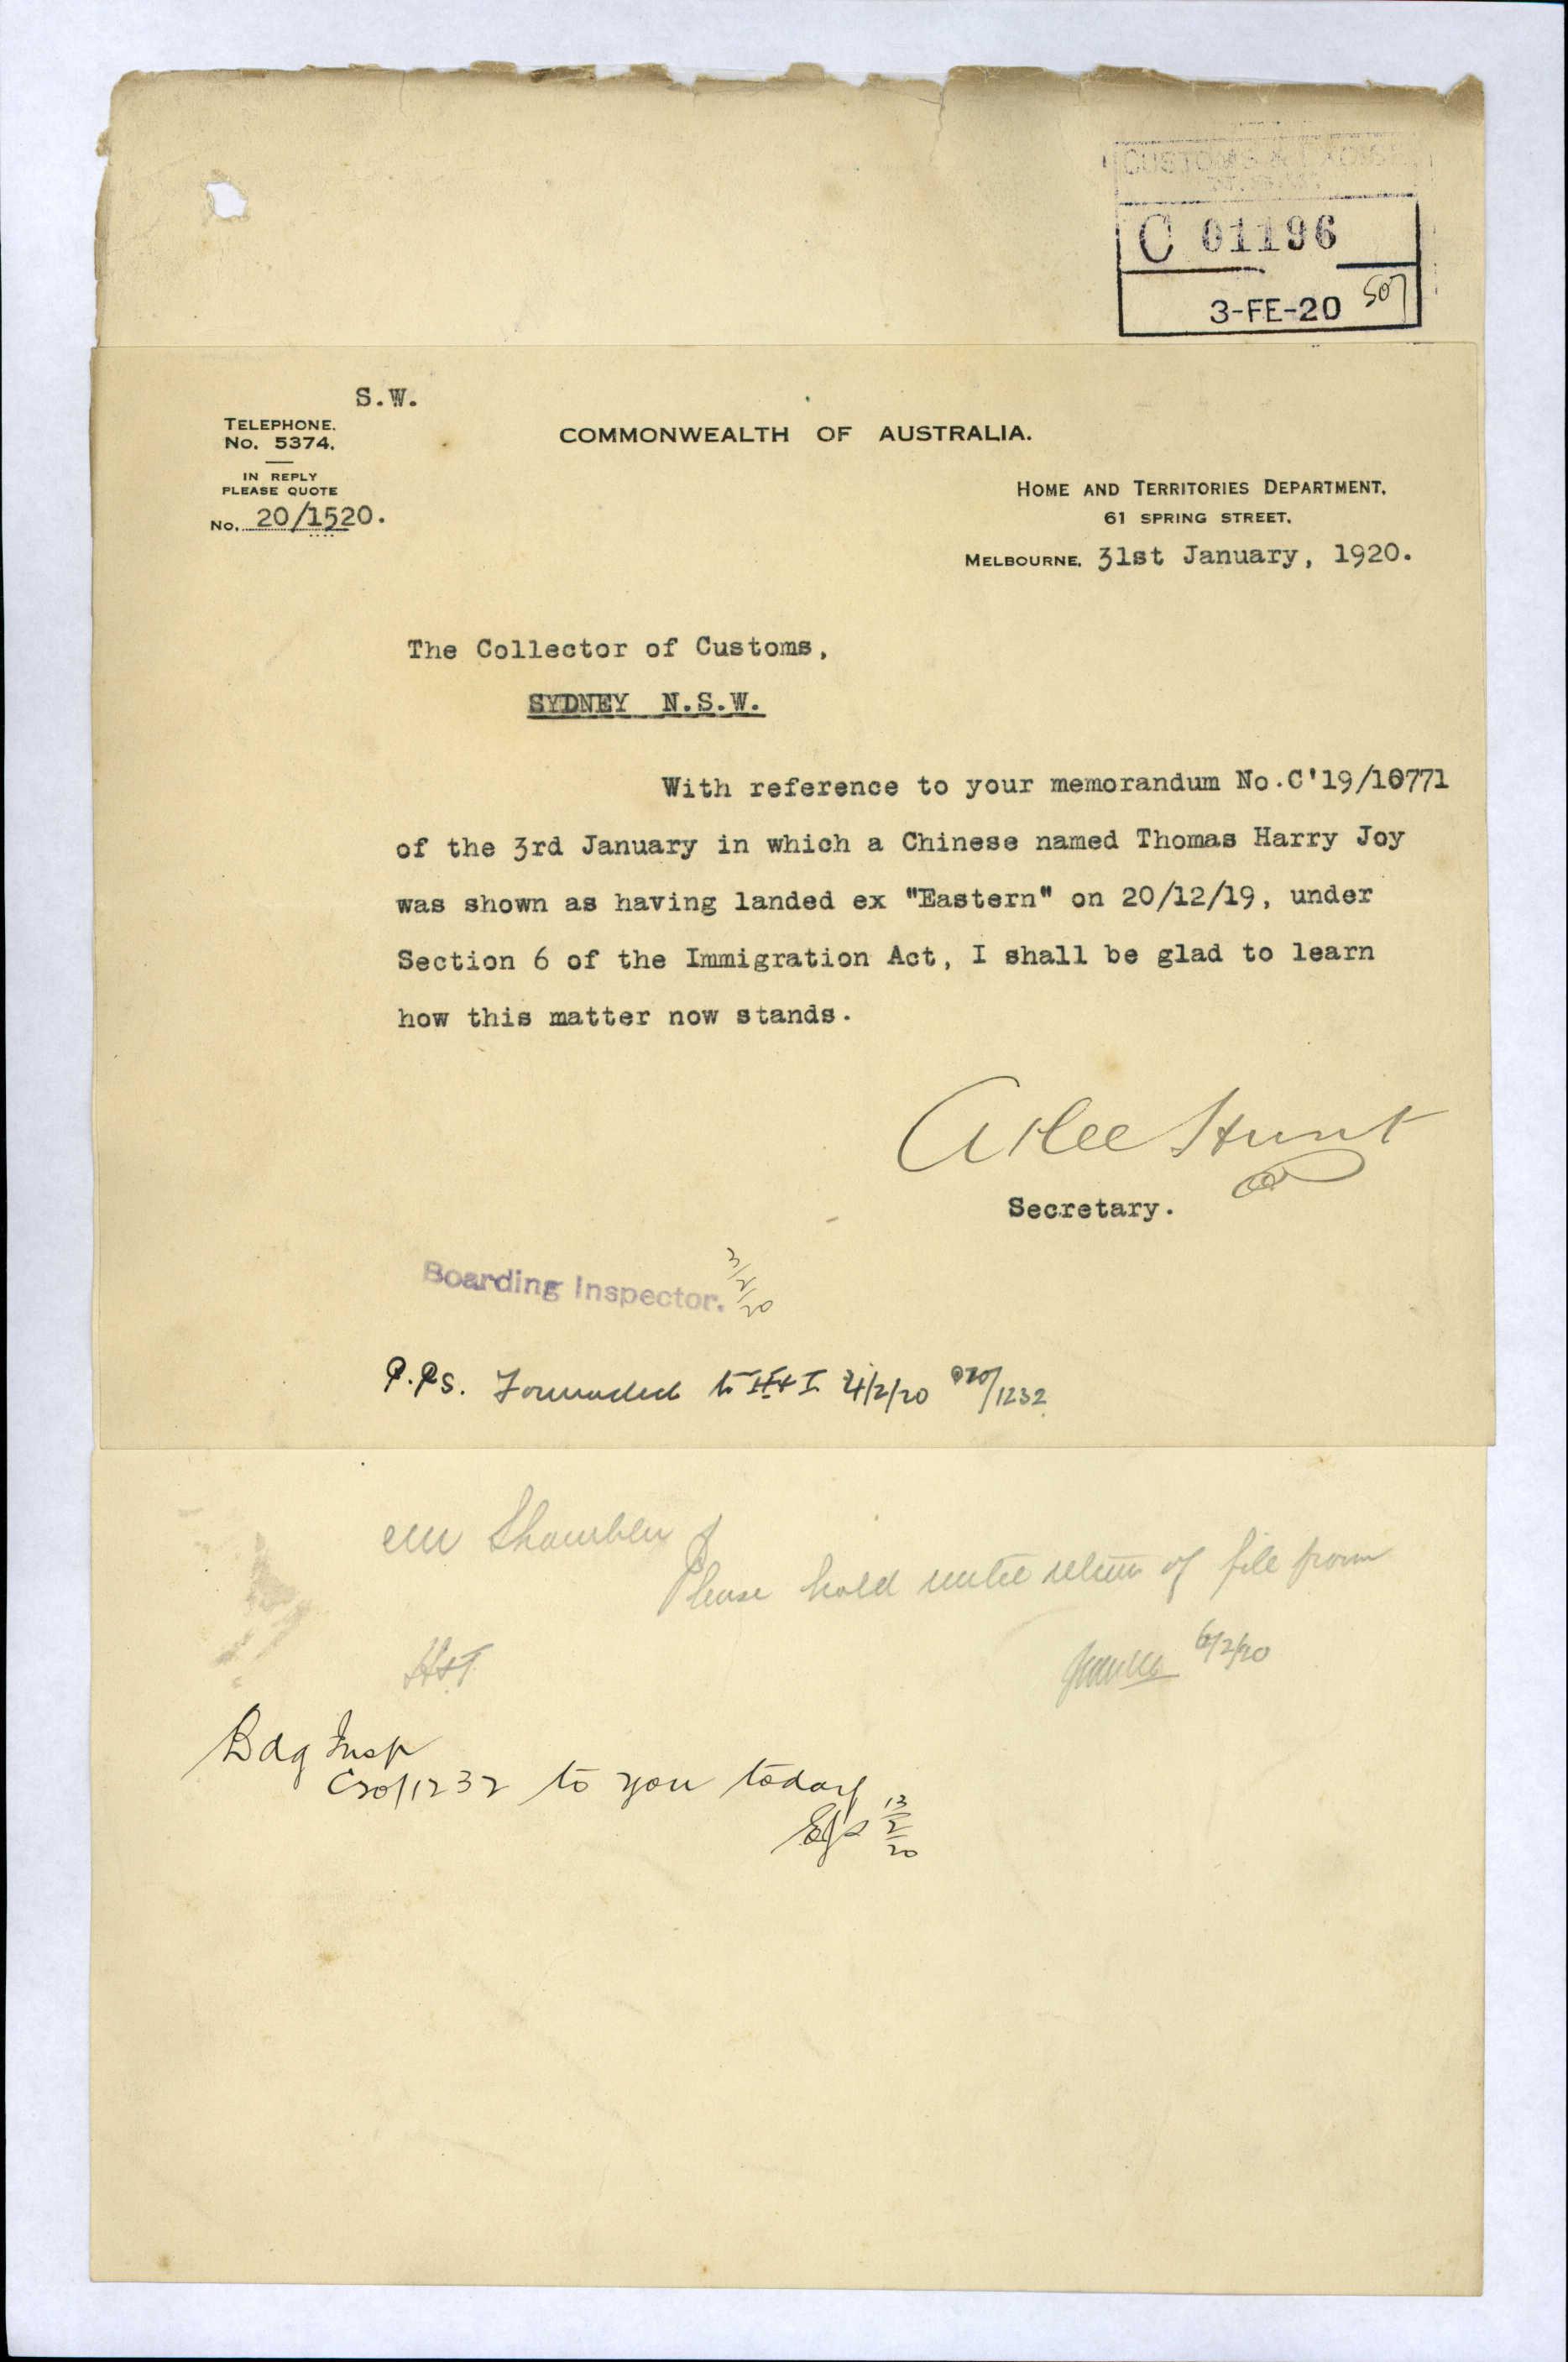 CUSTOMS & EXCISE
C 01196
3-FE-20 507
S.W.
TELEPHONE.
No. 5374.
COMMONWEALTH OF AUSTRALIA.
IN REPLY
PLEASE QUOTE
No. 20/1520.
HOME AND TERRITORIES DEPARTMENT,
61 SPRING STREET,
MELBOURNE, 31st January, 1920.
The Collector of Customs,
SYDNEY N.S.W.
With reference to your memorandum No.C'19/10771
of the 3rd January in which a Chinese named Thomas Harry Joy
was shown as having landed ex "Eastern" on 20/12/19, under
Section 6 of the Immigration Act, I shall be glad to learn
how this matter now stands.
Atlee Hunt
Secretary.
Boarding Inspector. 3/2/20
P.Ps. Forwarded to H & T 4/2/20 C20/1232
Please hold until return of file from
H&T 6/2/20
Bdg Insp
C20/1232 to you today
13/2/20